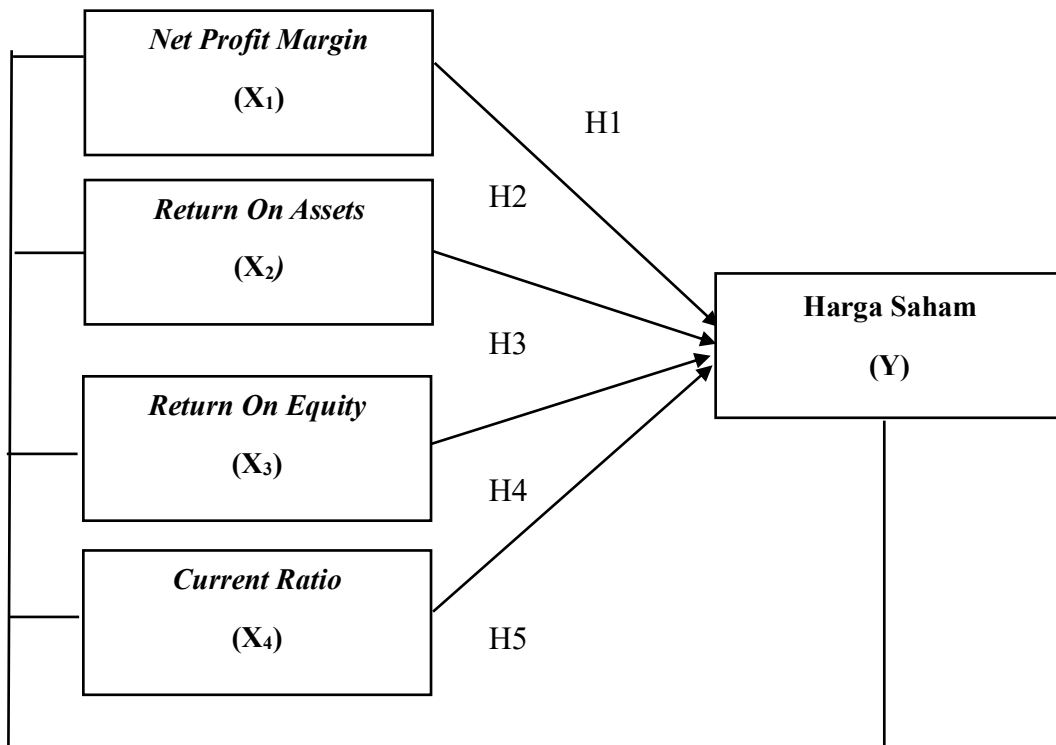 Net Profit Margin
(X₁)
H1
H2
Return On Assets
(X₂)
Harga Saham
(Y)
H3
Return On Equity
(X₃)
H4
Current Ratio
(X₄)
H5